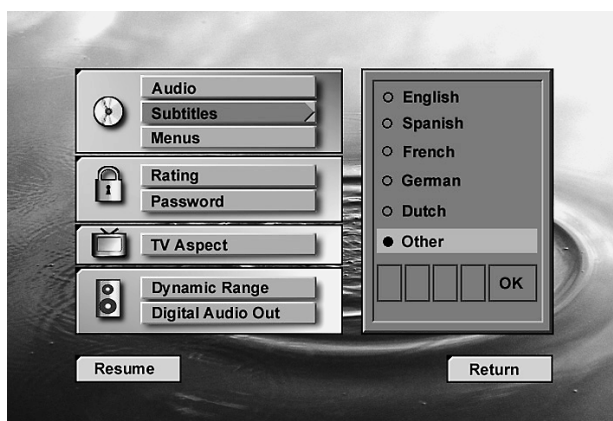 Audio
Subtitles
Menus
Rating
Password
TV Aspect
Dynamic Range
Digital Audio Out
English
Spanish
French
German
Dutch
Other
OK
Resume
Return